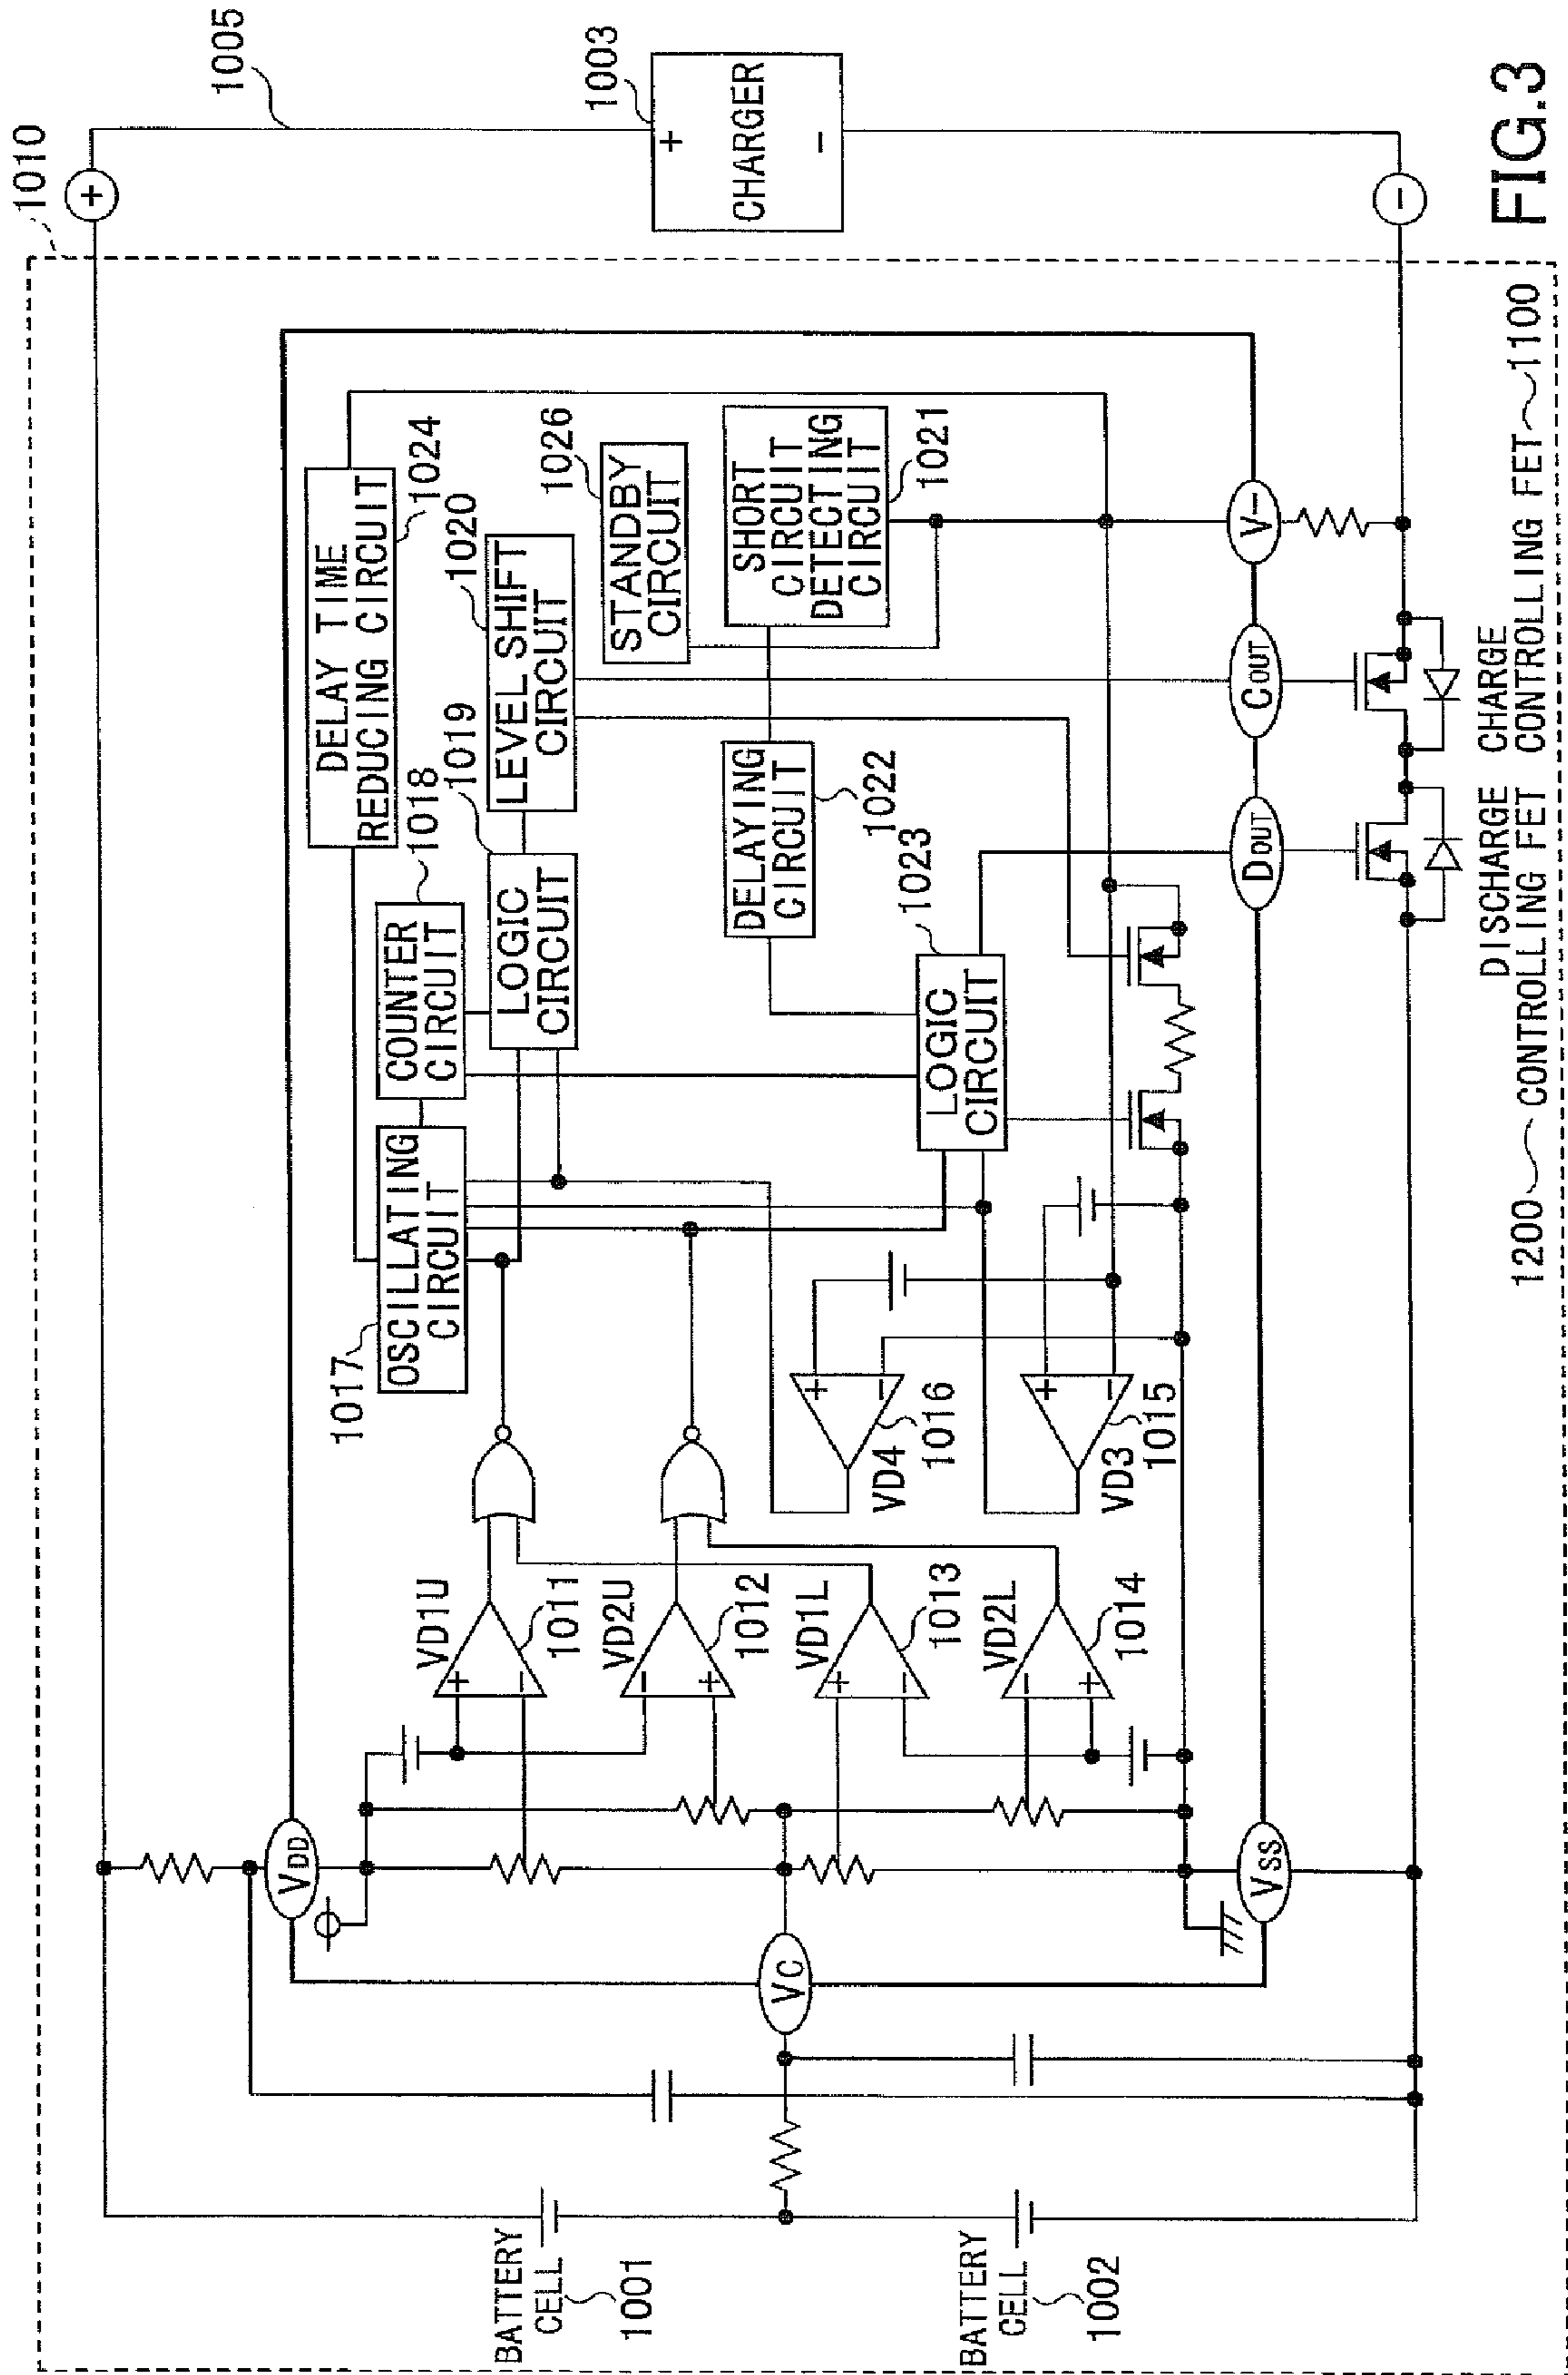 1010
1005
+
1003
+
CHARGER
-
-
FIG.3
DELAY TIME
REDUCING CIRCUIT
1024
COUNTER
CIRCUIT
1018
OSCILLATING
CIRCUIT
1017
LOGIC
CIRCUIT
1019
LEVEL SHIFT
CIRCUIT
1020
STANDBY
CIRCUIT
1026
SHORT
CIRCUIT
DETECTING
CIRCUIT
1021
DELAYING
CIRCUIT
1022
LOGIC
CIRCUIT
1023
VD1U
+
-
1011
VD2U
-
+
1012
VD1L
+
-
1013
VD2L
-
+
1014
VD4
+
-
1016
VD3
+
-
1015
VDD
VC
VSS
DOUT
COUT
V-
BATTERY
CELL
1001
BATTERY
CELL
1002
DISCHARGE
1200 CONTROLLING FET
CHARGE
CONTROLLING FET 1100